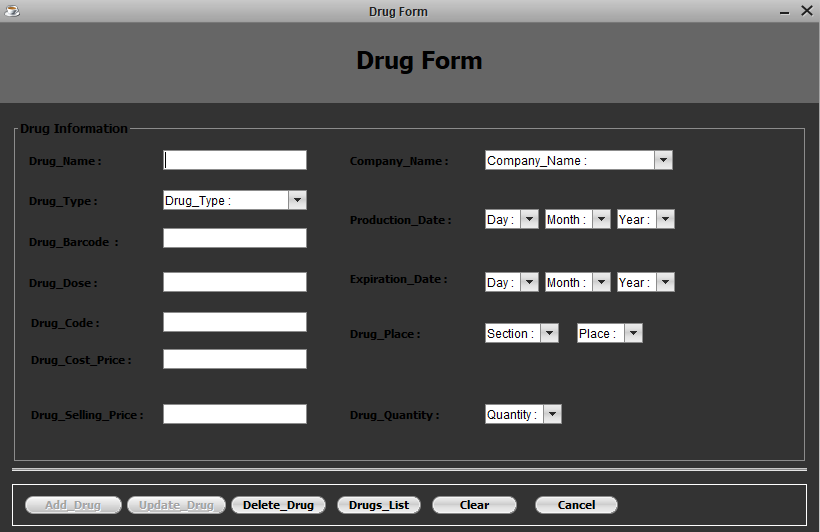 Drug Form
Drug Form
Drug Information
Drug_Name : Company_Name : Company_Name :
Drug_Type : Drug_Type :
Production_Date : Day : Month : Year :
Drug_Barcode :
Drug_Dose : Expiration_Date : Day : Month : Year :
Drug_Code : Drug_Place : Section : Place :
Drug_Cost_Price :
Drug_Selling_Price : Drug_Quantity : Quantity :
Add_Drug Update_Drug Delete_Drug Drugs_List Clear Cancel